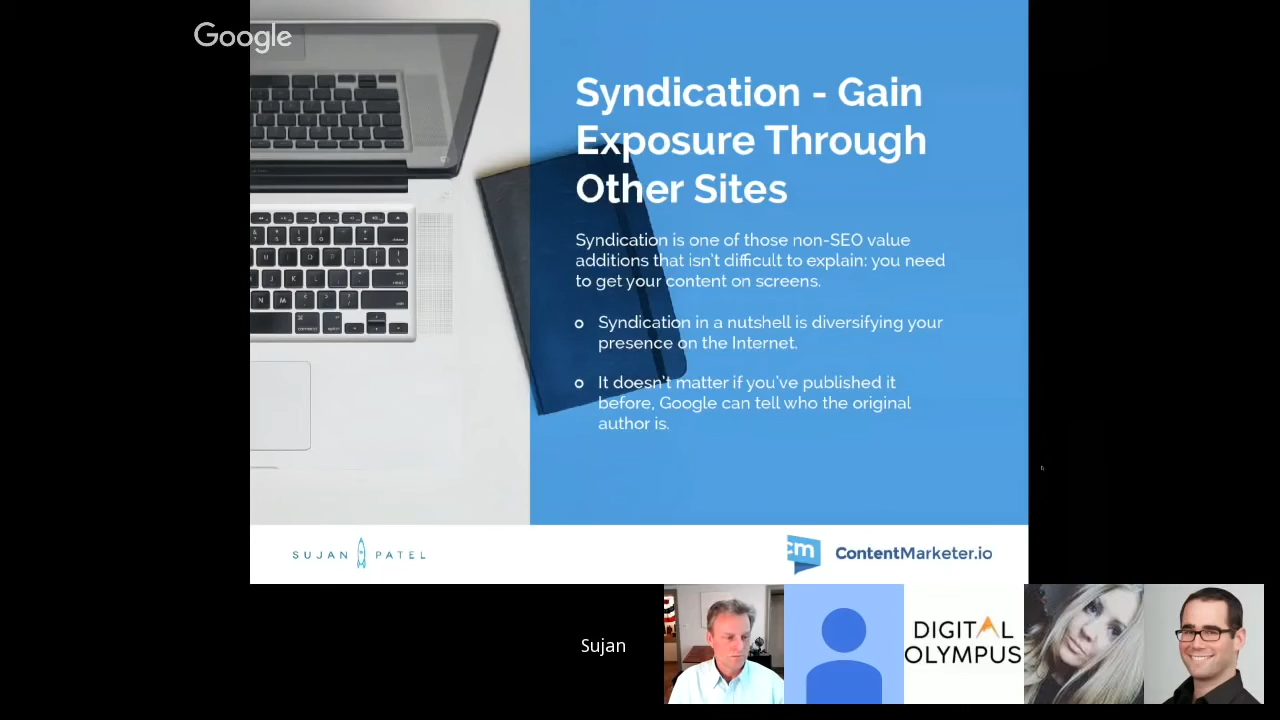 Google
Syndication - Gain
Exposure Through
Other Sites
Syndication is one of those non-SEO value
additions that isn't difficult to explain: you need
to get your content on screens.
Syndication in a nutshell is diversifying your
presence on the Internet.
It doesn't matter if you've published it
before, Google can tell who the original
author is.
SUJAN PATEL
cm ContentMarketer.io
Sujan
DIGITAL
OLYMPUS